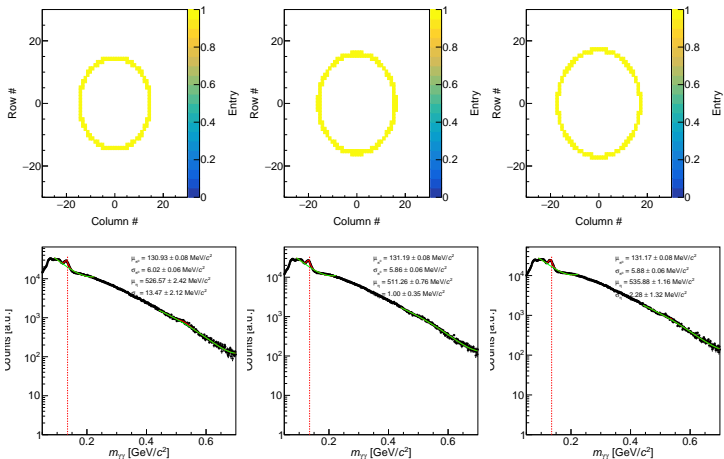 30
20
0
−20
−20
0
20
Row #
Column #
1
0.8
0.6
0.4
0.2
0
Entry
30
20
0
−20
−20
0
20
Row #
Column #
1
0.8
0.6
0.4
0.2
0
Entry
30
20
0
−20
−20
0
20
Row #
Column #
1
0.8
0.6
0.4
0.2
0
Entry
μπ⁰ = 130.93 ± 0.08 MeV/c²
σπ⁰ = 6.02 ± 0.06 MeV/c²
μη = 526.57 ± 2.42 MeV/c²
ση = 13.47 ± 2.12 MeV/c²
10⁴
10³
10²
10
1
Counts [a.u.]
0.2
0.4
0.6
mγγ [GeV/c²]
μπ⁰ = 131.19 ± 0.08 MeV/c²
σπ⁰ = 5.86 ± 0.06 MeV/c²
μη = 511.26 ± 0.76 MeV/c²
= 1.00 ± 0.35 MeV/c²
10⁴
10³
10²
10
1
Counts [a.u.]
0.2
0.4
0.6
mγγ [GeV/c²]
μπ⁰ = 131.17 ± 0.08 MeV/c²
σπ⁰ = 5.88 ± 0.06 MeV/c²
μη = 535.88 ± 1.16 MeV/c²
2.28 ± 1.32 MeV/c²
10⁴
10³
10²
10
1
Counts [a.u.]
0.2
0.4
0.6
mγγ [GeV/c²]